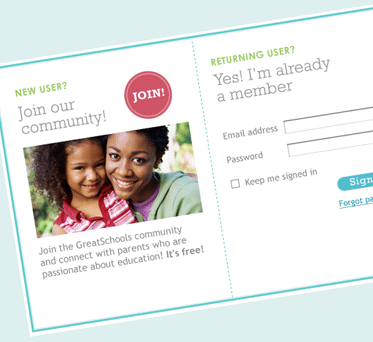 NEW USER?
Join our
community!
JOIN!
Join the GreatSchools community
and connect with parents who are
passionate about education! It's free!
RETURNING USER?
Yes! I'm already
a member
Email address
Password
Keep me signed in
Sign
Forgot pa